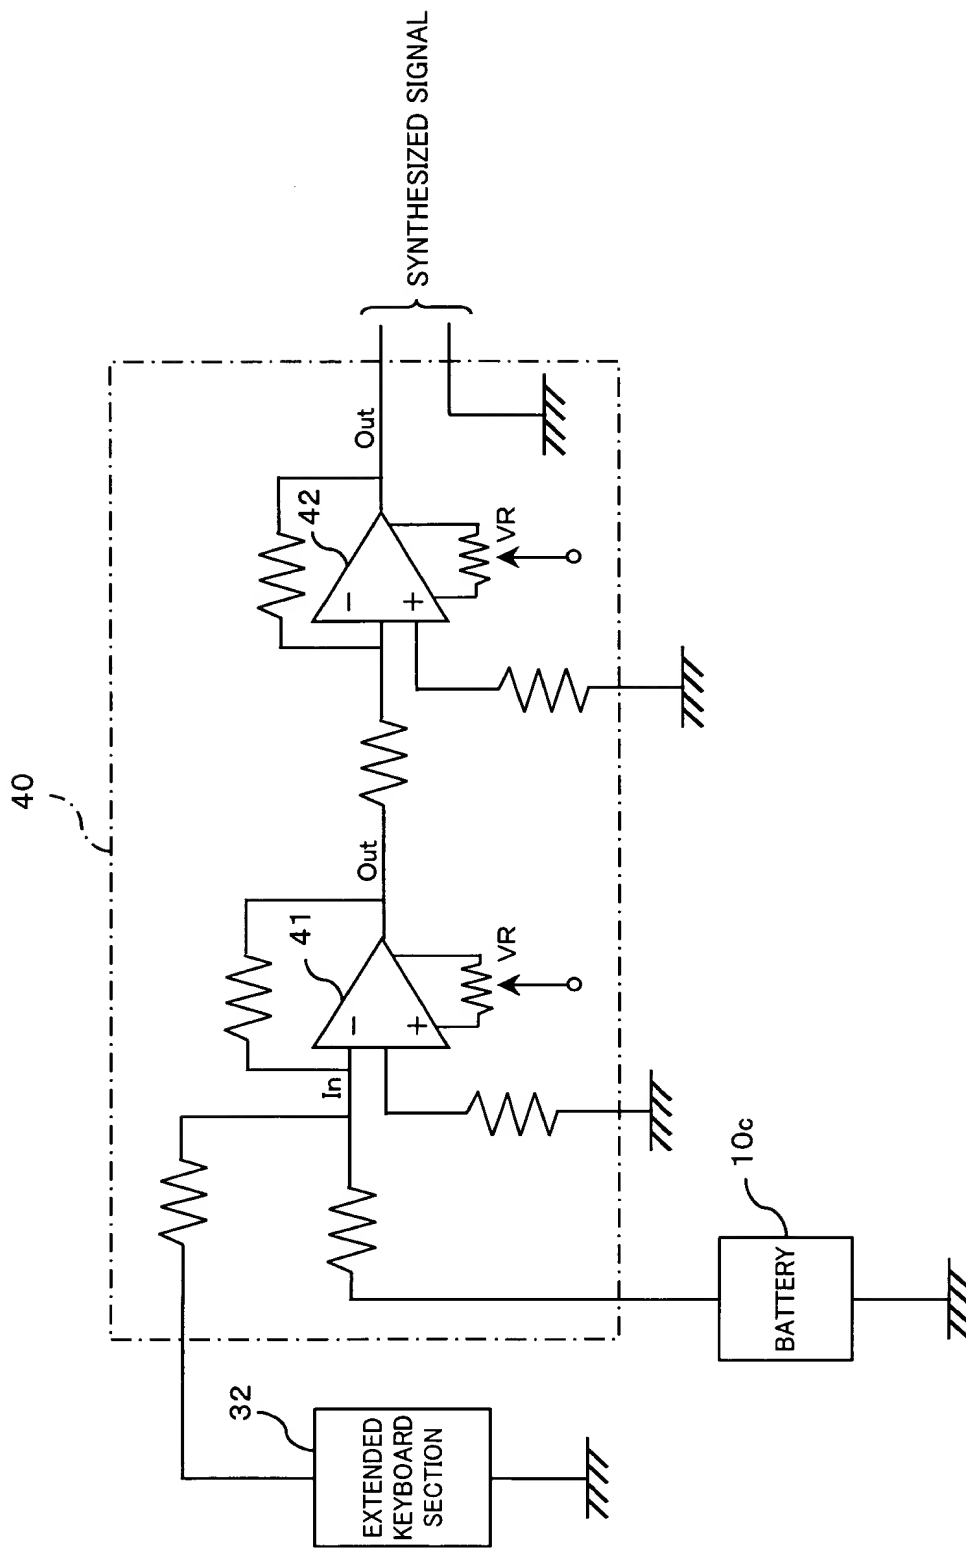 40
SYNTHESIZED SIGNAL
Out
42
−
+
VR
Out
41
−
+
VR
In
10c
BATTERY
32
EXTENDED
KEYBOARD
SECTION